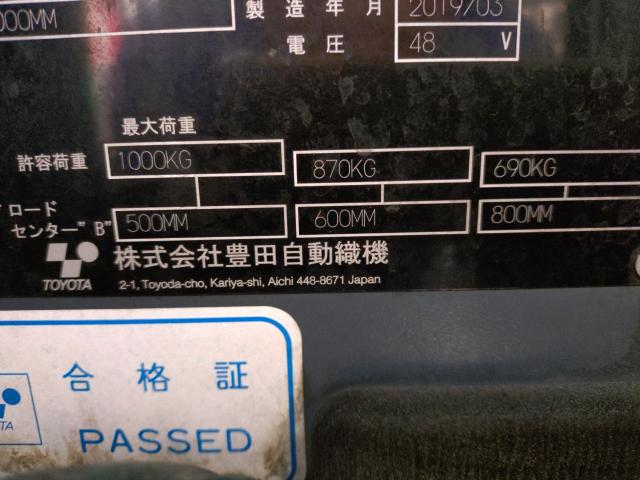 000MM 製造年月 2019/03
電圧 48 V
最大荷重
許容荷重 1000KG 870KG 690KG
ロード
センター"B" 500MM 600MM 800MM
TOYOTA 株式会社豊田自動織機
2-1, Toyoda-cho, Kariya-shi, Aichi 448-8671 Japan
合格証
TA PASSED